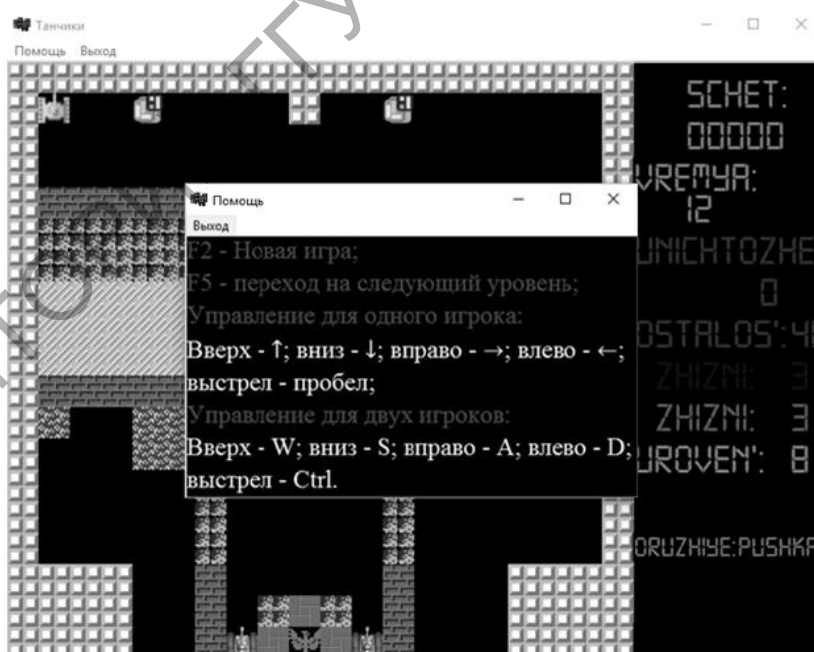 Танчики
Помощь Выход
SCHET:
00000
VREMYA:
12
UNICHTOZHE
0
OSTALOS':
ZHIZNI: 3
ZHIZNI: 3
UROVEN': 8
ORUZHIYE:PUSHKA
Помощь
Выход
F2 - Новая игра;
F5 - переход на следующий уровень;
Управление для одного игрока:
Вверх - ↑; вниз - ↓; вправо - →; влево - ←;
выстрел - пробел;
Управление для двух игроков:
Вверх - W; вниз - S; вправо - A; влево - D;
выстрел - Ctrl.